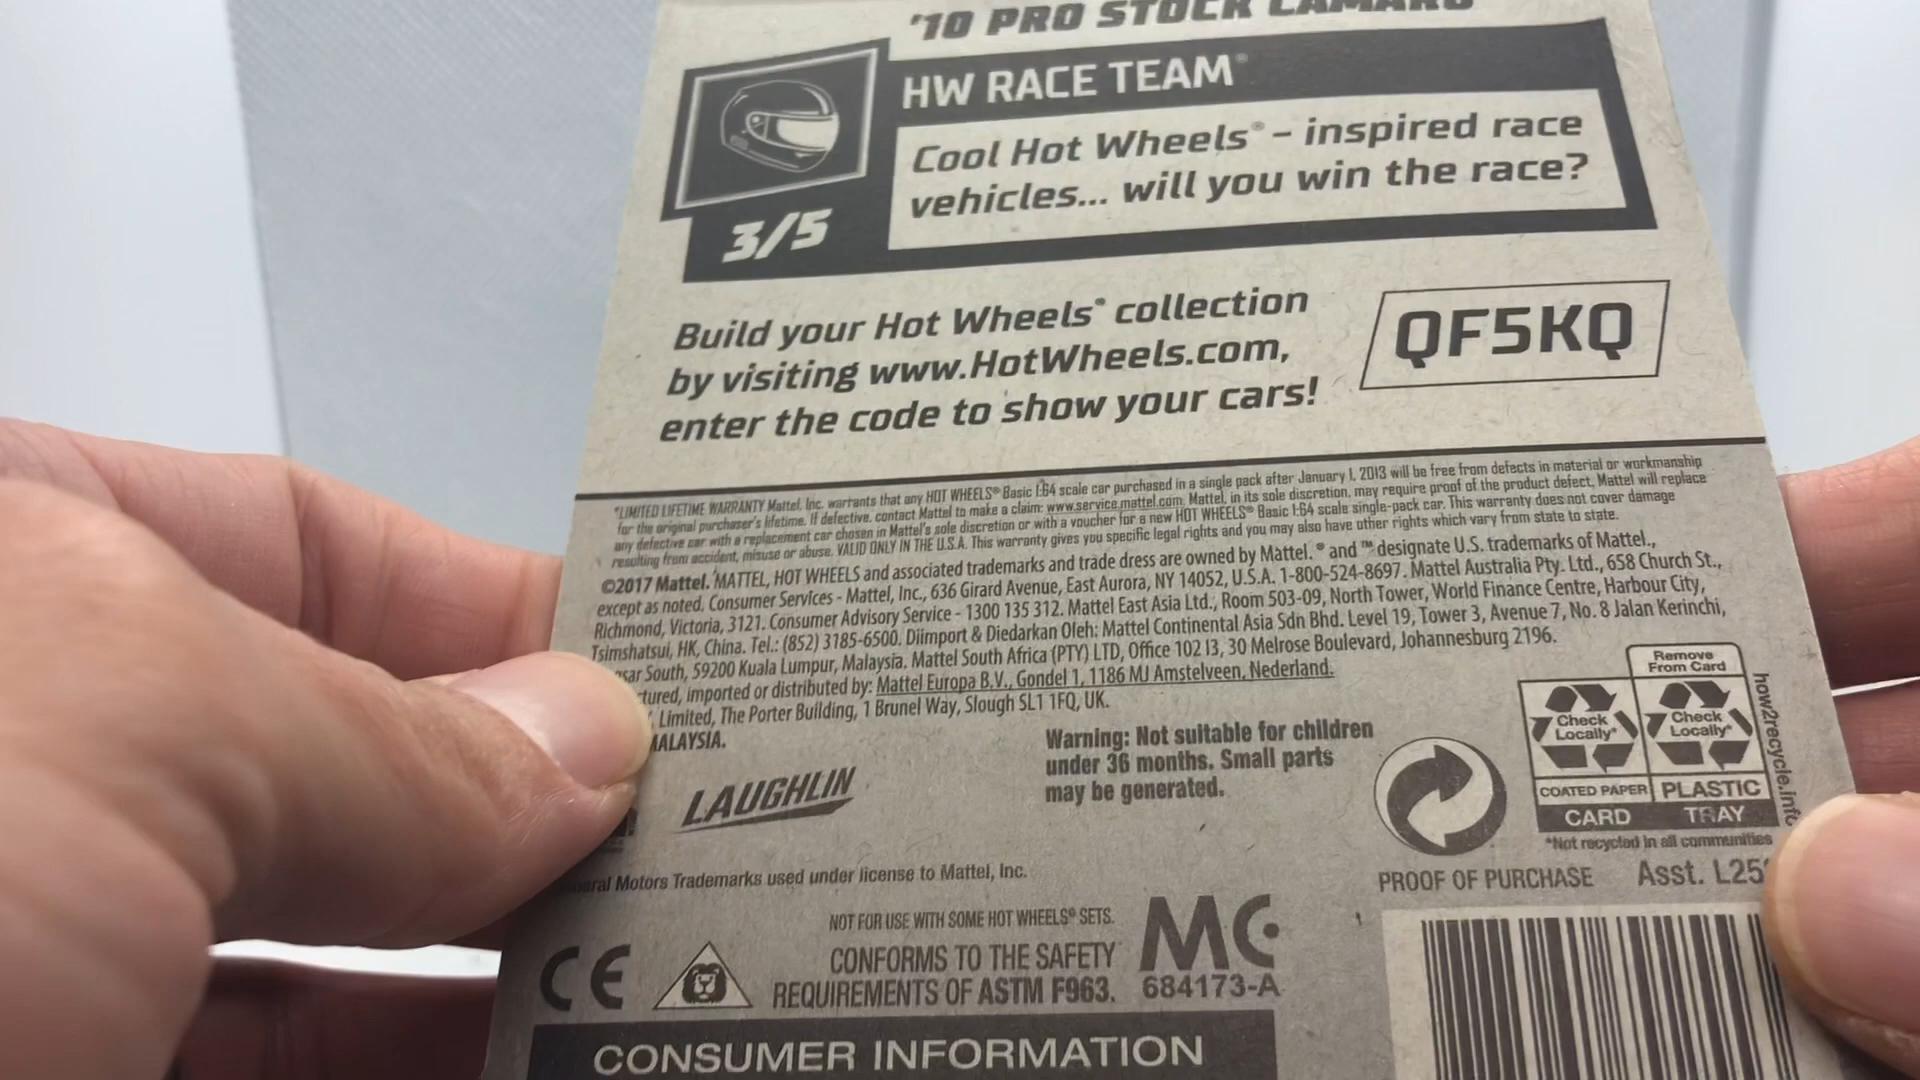 '10 PRO STOCK CAMARO
HW RACE TEAM®
Cool Hot Wheels® – inspired race
vehicles... will you win the race?
3/5
Build your Hot Wheels® collection
by visiting www.HotWheels.com,
enter the code to show your cars!
QF5KQ
*LIMITED LIFETIME WARRANTY Mattel, Inc. warrants that any HOT WHEELS® Basic 1:64 scale car purchased in a single pack after January 1, 2013 will be free from defects in material or workmanship
for the original purchaser's lifetime. If defective, contact Mattel to make a claim: www.service.mattel.com. Mattel, in its sole discretion, may require proof of the product defect. Mattel will replace
any defective car with a replacement car chosen in Mattel's sole discretion or with a voucher for a new HOT WHEELS® Basic 1:64 scale single-pack car. This warranty does not cover damage
resulting from accident, misuse or abuse. VALID ONLY IN THE U.S.A. This warranty gives you specific legal rights and you may also have other rights which vary from state to state.
©2017 Mattel. MATTEL, HOT WHEELS and associated trademarks and trade dress are owned by Mattel. ® and ™ designate U.S. trademarks of Mattel.,
except as noted. Consumer Services - Mattel, Inc., 636 Girard Avenue, East Aurora, NY 14052, U.S.A. 1-800-524-8697. Mattel Australia Pty. Ltd., 658 Church St.,
Richmond, Victoria, 3121. Consumer Advisory Service - 1300 135 312. Mattel East Asia Ltd., Room 503-09, North Tower, World Finance Centre, Harbour City,
Tsimshatsui, HK, China. Tel.: (852) 3185-6500. Diimport & Diedarkan Oleh: Mattel Continental Asia Sdn Bhd. Level 19, Tower 3, Avenue 7, No. 8 Jalan Kerinchi,
South, 59200 Kuala Lumpur, Malaysia. Mattel South Africa (PTY) LTD, Office 102 I3, 30 Melrose Boulevard, Johannesburg 2196.
imported or distributed by: Mattel Europa B.V., Gondel 1, 1186 MJ Amstelveen, Nederland.
Limited, The Porter Building, 1 Brunel Way, Slough SL1 1FQ, UK.
MALAYSIA.
Warning: Not suitable for children
under 36 months. Small parts
may be generated.
LAUGHLIN
Remove
From Card
Check
Locally*
Check
Locally*
COATED PAPER
PLASTIC
CARD
TRAY
how2recycle.info
*Not recycled in all communities
Motors Trademarks used under license to Mattel, Inc.
PROOF OF PURCHASE
Asst. L25
NOT FOR USE WITH SOME HOT WHEELS® SETS.
CE
CONFORMS TO THE SAFETY
REQUIREMENTS OF ASTM F963.
MC
684173-A
CONSUMER INFORMATION